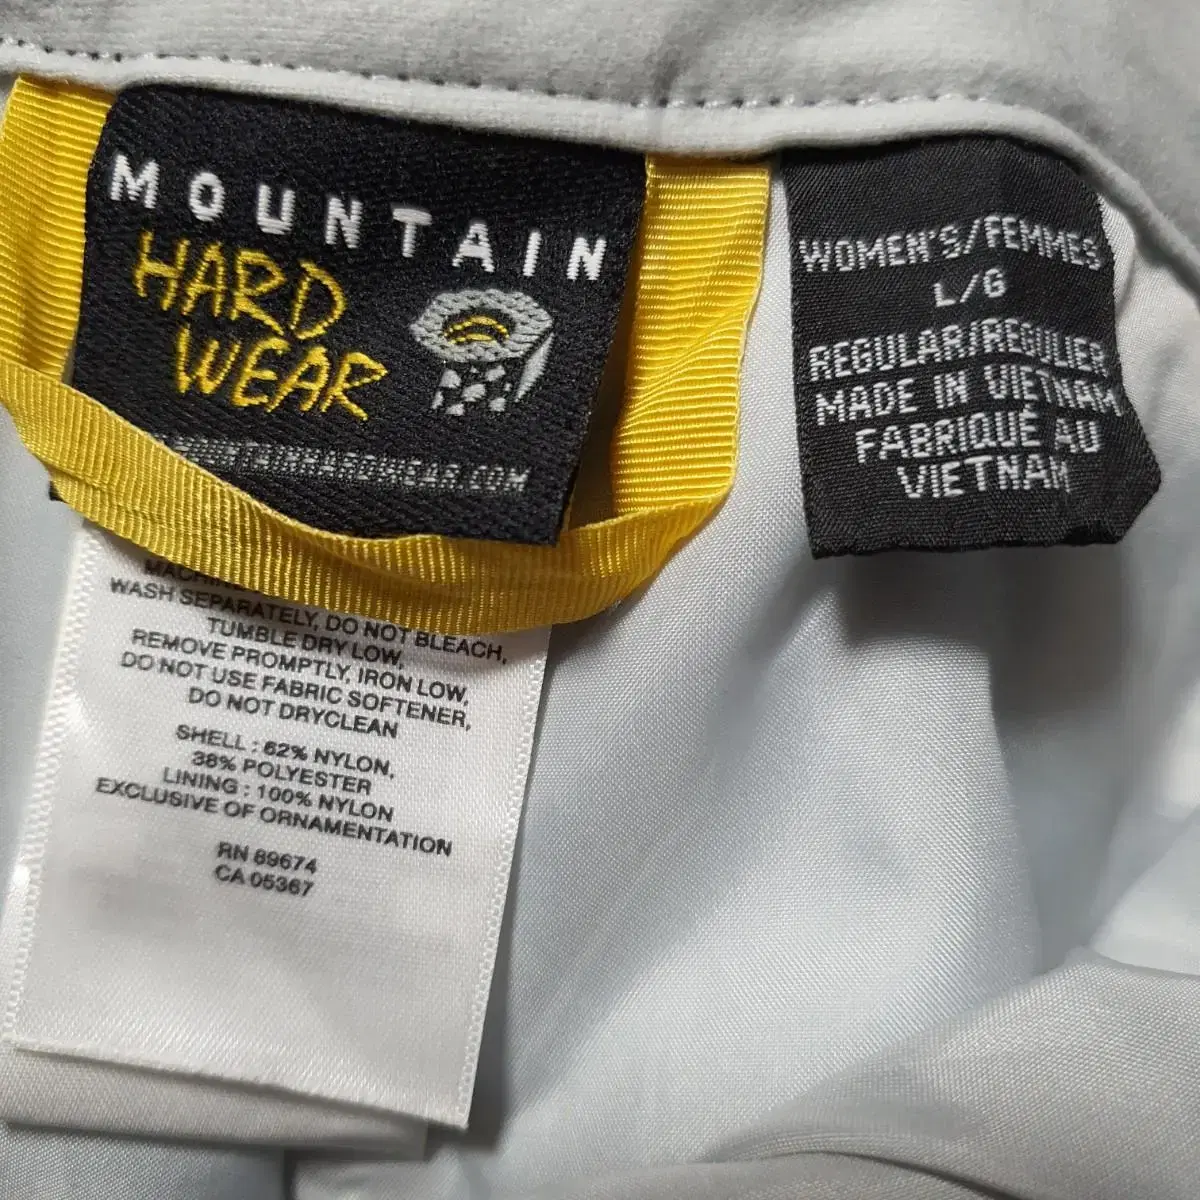 MOUNTAIN
HARD
WEAR
WOMEN'S/FEMMES
L/G
REGULAR/REGULIER
MADE IN VIETNAM
FABRIQUÉ AU
VIETNAM
WASH SEPARATELY, DO NOT BLEACH,
TUMBLE DRY LOW,
REMOVE PROMPTLY, IRON LOW,
DO NOT USE FABRIC SOFTENER,
DO NOT DRYCLEAN
SHELL : 62% NYLON,
38% POLYESTER
LINING : 100% NYLON
EXCLUSIVE OF ORNAMENTATION
RN 89674
CA 05367